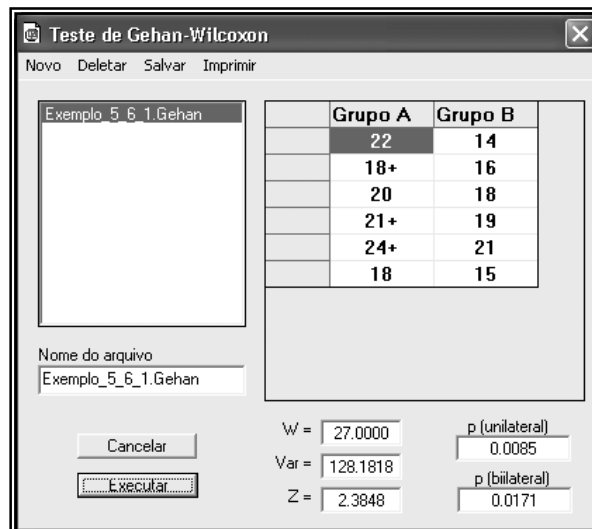 Teste de Gehan-Wilcoxon
Novo Deletar Salvar Imprimir
Exemplo_5_6_1.Gehan
Grupo A Grupo B
22 14
18+ 16
20 18
21+ 19
24+ 21
18 15
Nome do arquivo
Exemplo_5_6_1.Gehan
Cancelar
Executar
W = 27.0000
Var = 128.1818
Z = 2.3848
p (unilateral)
0.0085
p (biilateral)
0.0171